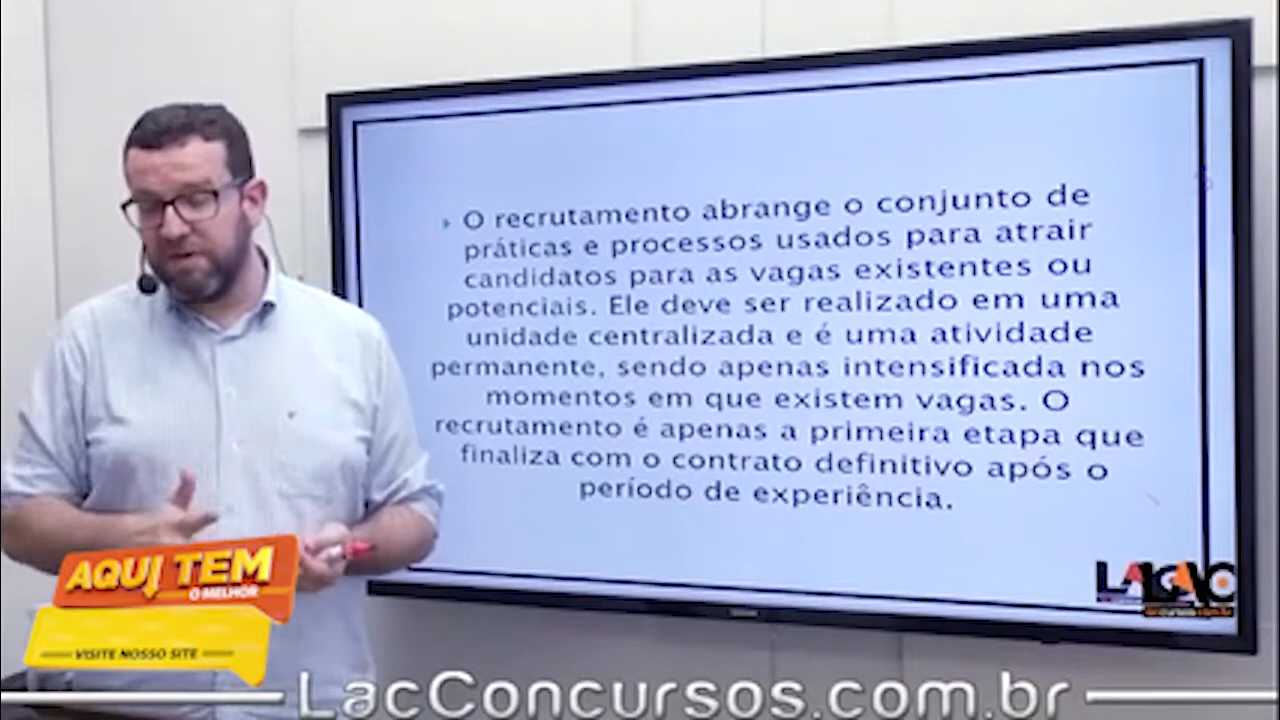 O recrutamento abrange o conjunto de
práticas e processos usados para atrair
candidatos para as vagas existentes ou
potenciais. Ele deve ser realizado em uma
unidade centralizada e é uma atividade
permanente, sendo apenas intensificada nos
momentos em que existem vagas. O
recrutamento é apenas a primeira etapa que
finaliza com o contrato definitivo após o
período de experiência.
AQUI TEM
O MELHOR
VISITE NOSSO SITE
LacConcursos.com.br